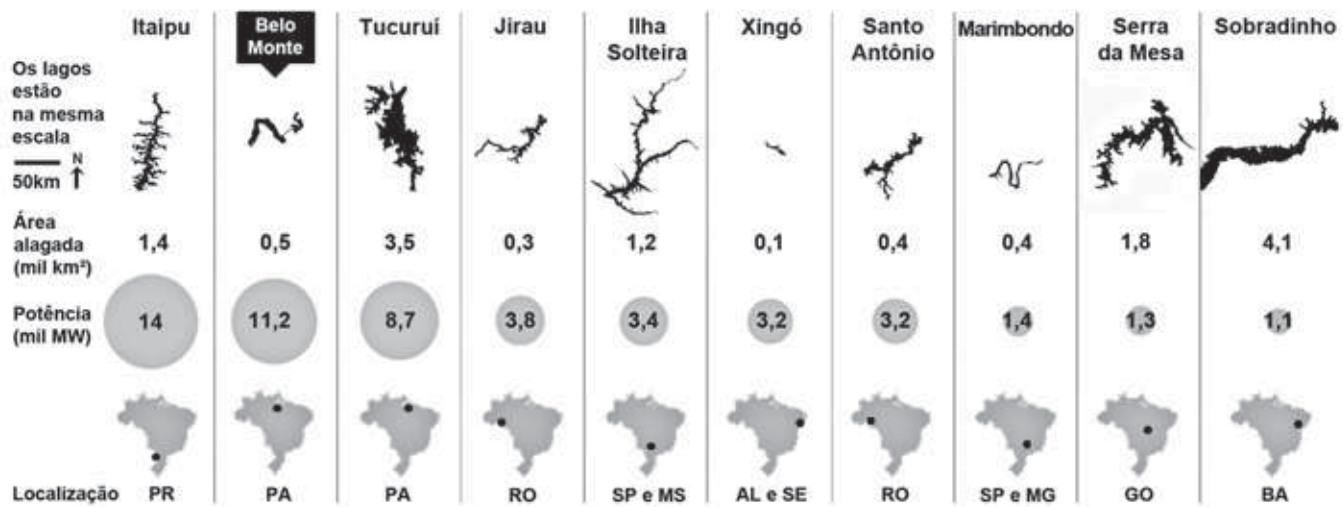 Itaipu
Belo
Monte
Tucuruí
Jirau
Ilha
Solteira
Xingó
Santo
Antônio
Marimbondo
Serra
da Mesa
Sobradinho
Os lagos
estão
na mesma
escala
N
50km
Área
alagada
(mil km²)
1,4 0,5 3,5 0,3 1,2 0,1 0,4 0,4 1,8 4,1
Potência
(mil MW)
14 11,2 8,7 3,8 3,4 3,2 3,2 1,4 1,3 1,1
Localização PR PA PA RO SP e MS AL e SE RO SP e MG GO BA